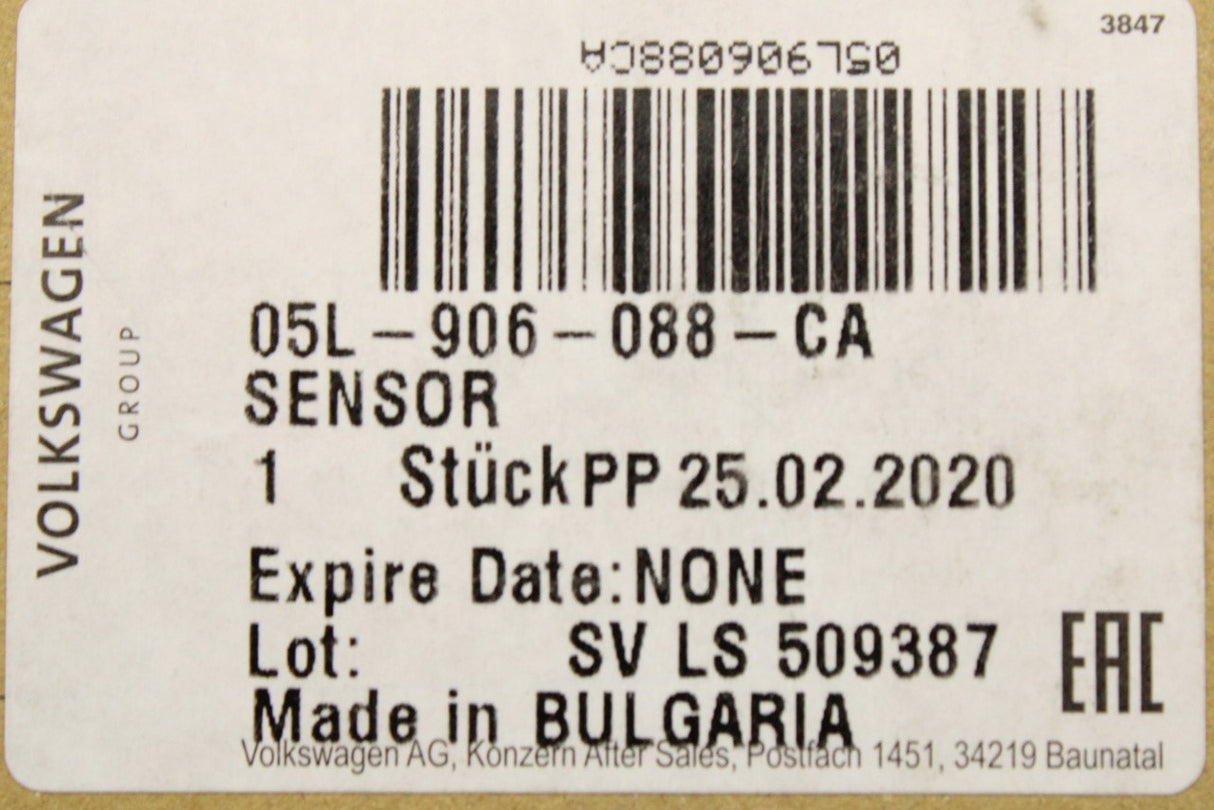 3847
05L906088CA
VOLKSWAGEN
GROUP
05L-906-088-CA
SENSOR
1 Stück PP 25.02.2020
Expire Date:NONE
Lot: SV LS 509387
EAC
Made in BULGARIA
Volkswagen AG, Konzern After Sales, Postfach 1451, 34219 Baunatal